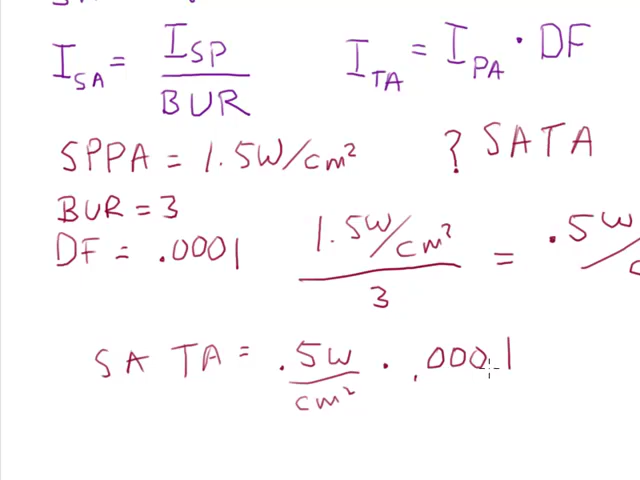 I_SA = I_SP / BUR    I_TA = I_PA · DF
SPPA = 1.5W/cm²    ? SATA
BUR = 3
DF = .0001    1.5W/cm² / 3 = .5W/
SATA = .5W/cm² · .0001